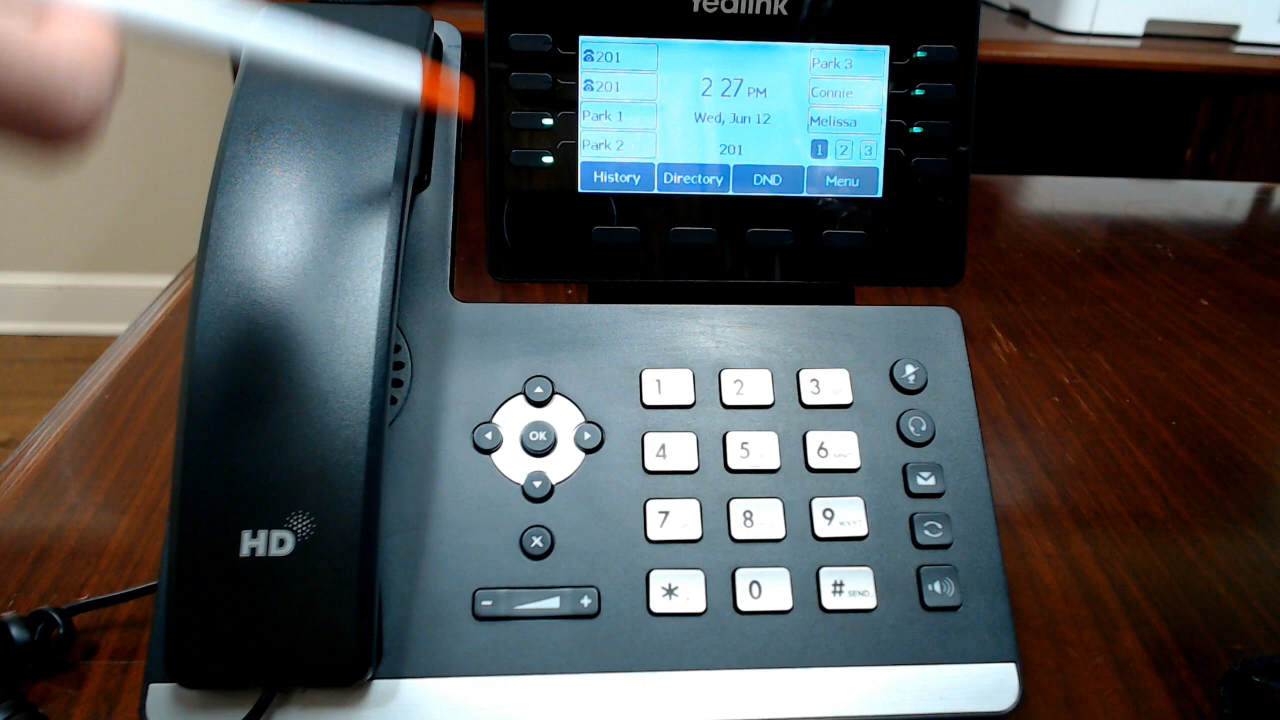 Yealink
201
201
Park 1
Park 2
2 27 PM
Wed, Jun 12
201
Park 3
Connie
Melissa
1 2 3
History Directory DND Menu
1 2 3
4 5 6
OK
7 8 9 WXYZ
HD
* 0 # SEND